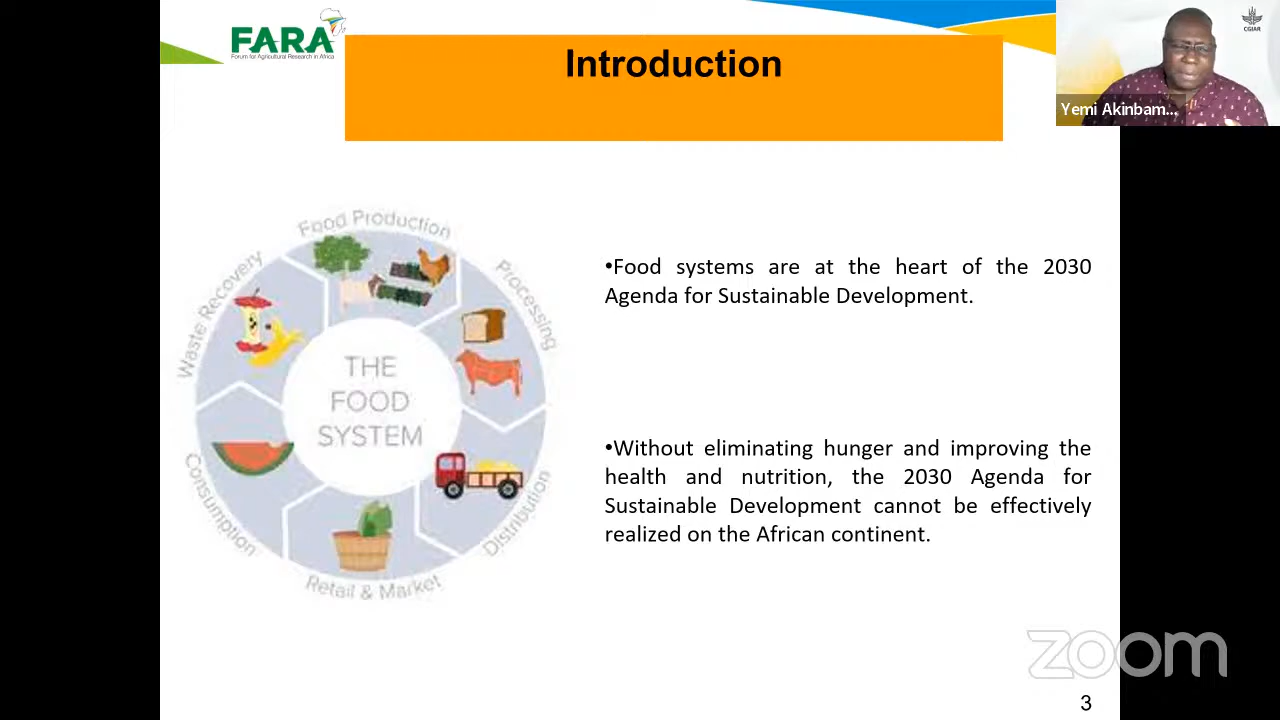 FARA
Forum for Agricultural Research in Africa
Introduction
CGIAR
Yemi Akinbam...
Food Production
Processing
Distribution
Retail & Market
Consumption
Waste Recovery
THE
FOOD
SYSTEM
•Food systems are at the heart of the 2030
Agenda for Sustainable Development.
•Without eliminating hunger and improving the
health and nutrition, the 2030 Agenda for
Sustainable Development cannot be effectively
realized on the African continent.
zoom
3